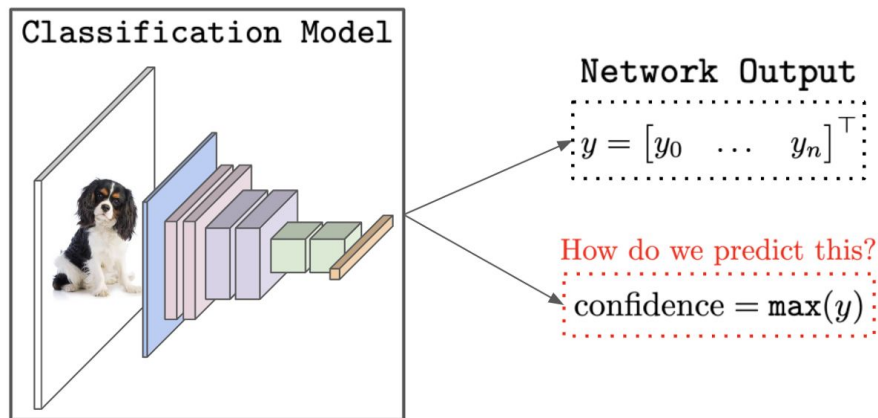 Classification Model
Network Output
y = [y₀ … yₙ]^⊤
How do we predict this?
confidence = max(y)